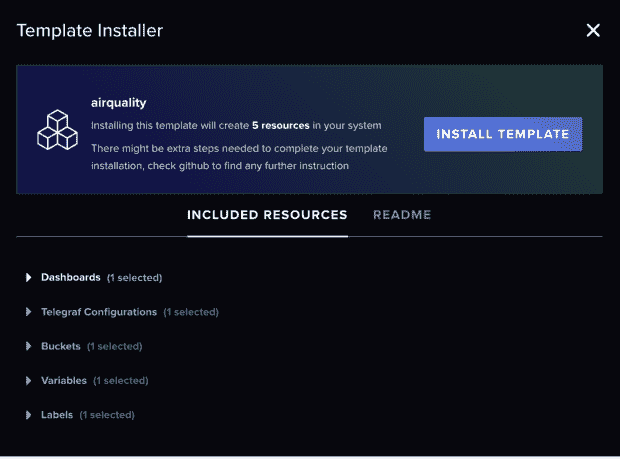 Template Installer
airquality
Installing this template will create 5 resources in your system
There might be extra steps needed to complete your template
installation, check github to find any further instruction
INSTALL TEMPLATE
INCLUDED RESOURCES README
Dashboards (1 selected)
Telegraf Configurations (1 selected)
Buckets (1 selected)
Variables (1 selected)
Labels (1 selected)